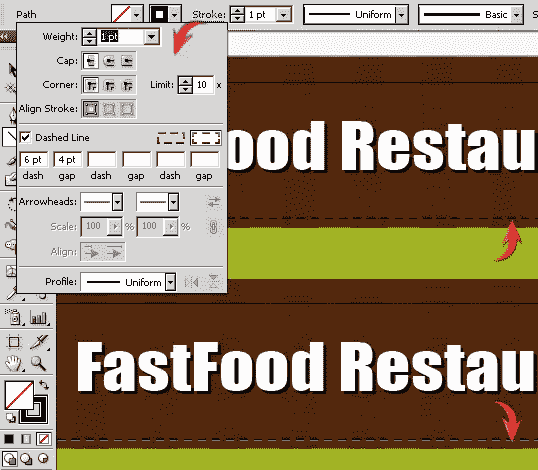 Path Stroke: 1 pt Uniform Basic S
Weight: 1 pt
Cap:
Corner: Limit: 10 x
Align Stroke:
Dashed Line
6 pt 4 pt
dash gap dash gap dash gap
Arrowheads:
Scale: 100 % 100 %
Align:
Profile: Uniform
ood Restau
FastFood Restau